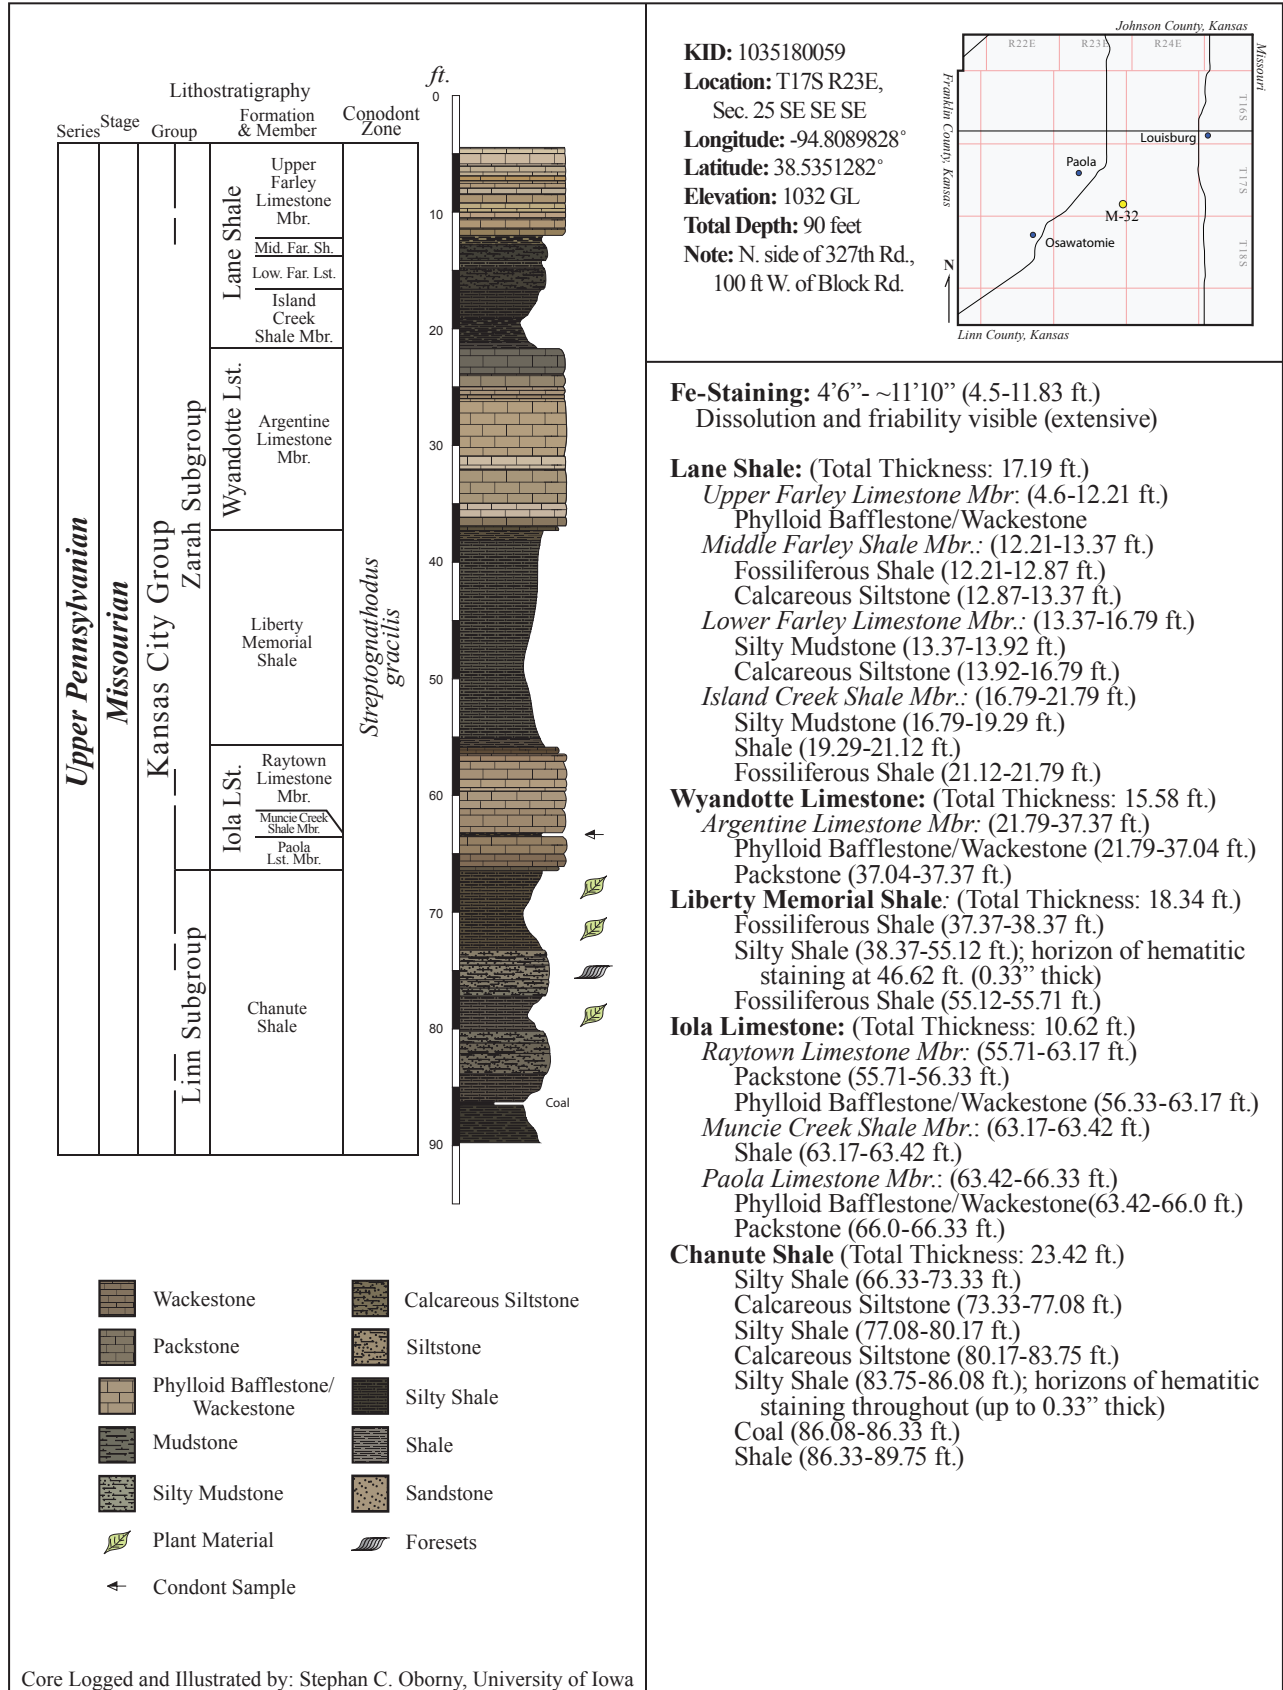 ft.
Lithostratigraphy
Series
Stage
Group
Formation
& Member
Conodont
Zone
0
10
20
30
40
50
60
70
80
90
Upper Pennsylvanian
Missourian
Kansas City Group
Zarah Subgroup
Linn Subgroup
Lane Shale
Upper
Farley
Limestone
Mbr.
Mid. Far. Sh.
Low. Far. Lst.
Island
Creek
Shale Mbr.
Wyandotte Lst.
Argentine
Limestone
Mbr.
Liberty
Memorial
Shale
Iola LSt.
Raytown
Limestone
Mbr.
Muncie Creek
Shale Mbr.
Paola
Lst. Mbr.
Chanute
Shale
Streptognathodus
gracilis
Coal
Wackestone
Packstone
Phylloid Bafflestone/
Wackestone
Mudstone
Silty Mudstone
Plant Material
Condont Sample
Calcareous Siltstone
Siltstone
Silty Shale
Shale
Sandstone
Foresets
Core Logged and Illustrated by: Stephan C. Oborny, University of Iowa
KID: 1035180059
Location: T17S R23E,
Sec. 25 SE SE SE
Longitude: -94.8089828°
Latitude: 38.5351282°
Elevation: 1032 GL
Total Depth: 90 feet
Note: N. side of 327th Rd.,
100 ft W. of Block Rd.
Johnson County, Kansas
R22E
R23E
R24E
Missouri
Franklin County, Kansas
T16S
T17S
T18S
Louisburg
Paola
M-32
Osawatomie
N
Linn County, Kansas
Fe-Staining: 4’6”- ~11’10” (4.5-11.83 ft.)
Dissolution and friability visible (extensive)
Lane Shale: (Total Thickness: 17.19 ft.)
Upper Farley Limestone Mbr: (4.6-12.21 ft.)
Phylloid Bafflestone/Wackestone
Middle Farley Shale Mbr.: (12.21-13.37 ft.)
Fossiliferous Shale (12.21-12.87 ft.)
Calcareous Siltstone (12.87-13.37 ft.)
Lower Farley Limestone Mbr.: (13.37-16.79 ft.)
Silty Mudstone (13.37-13.92 ft.)
Calcareous Siltstone (13.92-16.79 ft.)
Island Creek Shale Mbr.: (16.79-21.79 ft.)
Silty Mudstone (16.79-19.29 ft.)
Shale (19.29-21.12 ft.)
Fossiliferous Shale (21.12-21.79 ft.)
Wyandotte Limestone: (Total Thickness: 15.58 ft.)
Argentine Limestone Mbr: (21.79-37.37 ft.)
Phylloid Bafflestone/Wackestone (21.79-37.04 ft.)
Packstone (37.04-37.37 ft.)
Liberty Memorial Shale: (Total Thickness: 18.34 ft.)
Fossiliferous Shale (37.37-38.37 ft.)
Silty Shale (38.37-55.12 ft.); horizon of hematitic
staining at 46.62 ft. (0.33” thick)
Fossiliferous Shale (55.12-55.71 ft.)
Iola Limestone: (Total Thickness: 10.62 ft.)
Raytown Limestone Mbr: (55.71-63.17 ft.)
Packstone (55.71-56.33 ft.)
Phylloid Bafflestone/Wackestone (56.33-63.17 ft.)
Muncie Creek Shale Mbr.: (63.17-63.42 ft.)
Shale (63.17-63.42 ft.)
Paola Limestone Mbr.: (63.42-66.33 ft.)
Phylloid Bafflestone/Wackestone(63.42-66.0 ft.)
Packstone (66.0-66.33 ft.)
Chanute Shale (Total Thickness: 23.42 ft.)
Silty Shale (66.33-73.33 ft.)
Calcareous Siltstone (73.33-77.08 ft.)
Silty Shale (77.08-80.17 ft.)
Calcareous Siltstone (80.17-83.75 ft.)
Silty Shale (83.75-86.08 ft.); horizons of hematitic
staining throughout (up to 0.33” thick)
Coal (86.08-86.33 ft.)
Shale (86.33-89.75 ft.)